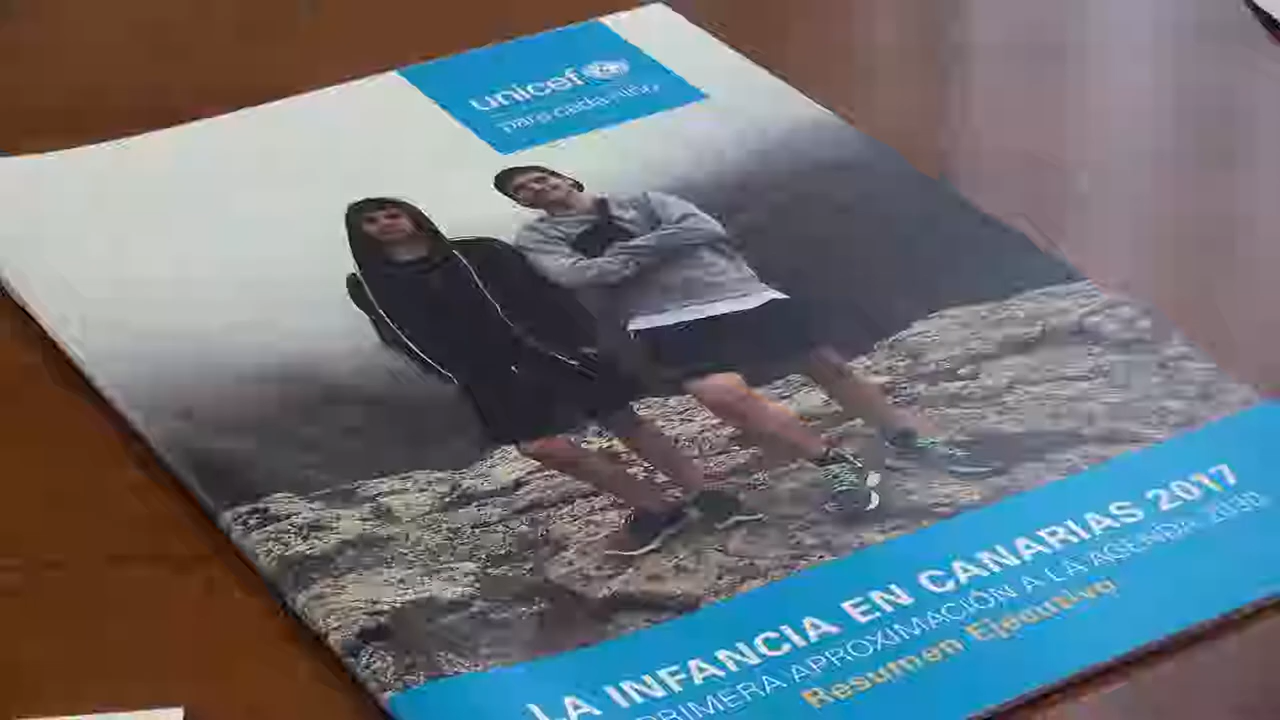 unicef
para cada niño
LA INFANCIA EN CANARIAS 2017
PRIMERA APROXIMACIÓN A LA AGENDA 2030
Resumen Ejecutivo